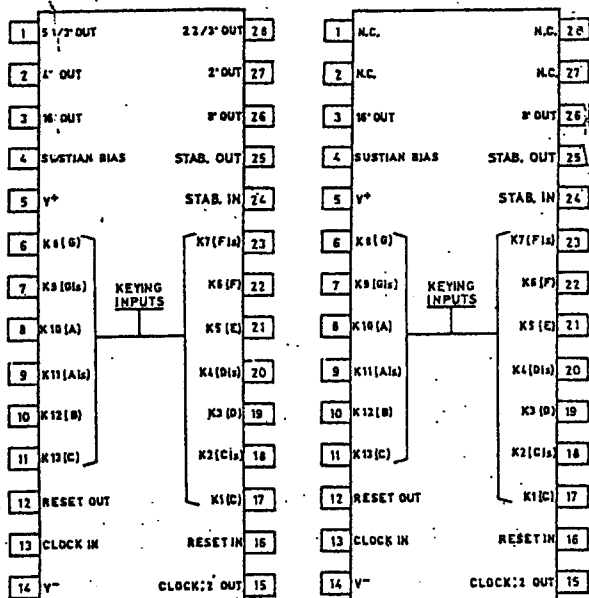 1 5 1/3' OUT 2 2/3' OUT 28
2 4' OUT 2' OUT 27
3 16' OUT 8' OUT 26
4 SUSTIAN BIAS STAB. OUT 25
5 V+ STAB. IN 24
6 K8(G) K7(Fis) 23
7 K9(Gis) K6(F) 22
KEYING
INPUTS
8 K10(A) K5(E) 21
9 K11(Ais) K4(Dis) 20
10 K12(B) K3(D) 19
11 K13(C) K2(Cis) 18
12 RESET OUT K1(C) 17
13 CLOCK IN RESET IN 16
14 V- CLOCK:2 OUT 15
1 N.C. N.C. 28
2 N.C. N.C. 27
3 16' OUT 8' OUT 26
4 SUSTIAN BIAS STAB. OUT 25
5 V+ STAB. IN 24
6 K8(G) K7(Fis) 23
7 K9(Gis) K6(F) 22
KEYING
INPUTS
8 K10(A) K5(E) 21
9 K11(Ais) K4(Dis) 20
10 K12(B) K3(D) 19
11 K13(C) K2(Cis) 18
12 RESET OUT K1(C) 17
13 CLOCK IN RESET IN 16
14 V- CLOCK:2 OUT 15